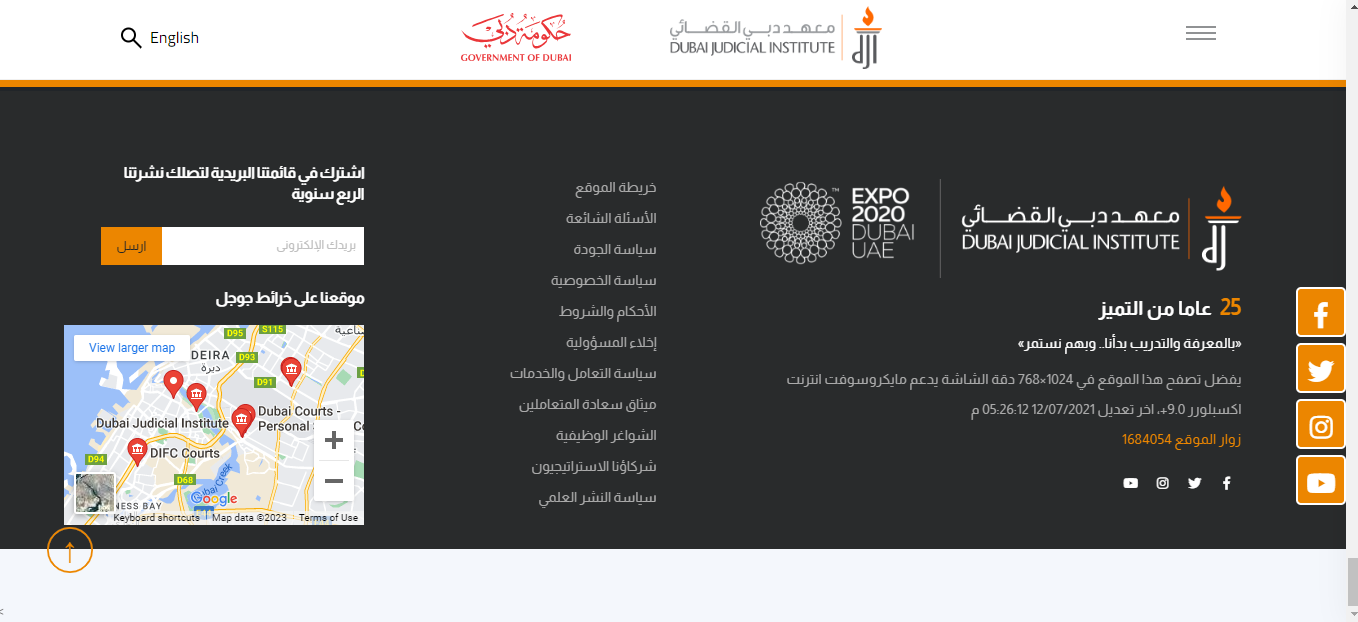 English
حكومة دبي
GOVERNMENT OF DUBAI
معهد دبي القضائي
DUBAI JUDICIAL INSTITUTE
EXPO
2020
DUBAI
UAE
TM
معهد دبي القضائي
DUBAI JUDICIAL INSTITUTE
25 عاما من التميز
«بالمعرفة والتدريب بدأنا.. وبهم نستمر»
يفضل تصفح هذا الموقع في 1024×768 دقة الشاشة يدعم مايكروسوفت انترنت
اكسبلورر 9.0+، اخر تعديل 12/07/2021 05:26:12 م
زوار الموقع 1684054
خريطة الموقع
الأسئلة الشائعة
سياسة الجودة
سياسة الخصوصية
الأحكام والشروط
إخلاء المسؤولية
سياسة التعامل والخدمات
ميثاق سعادة المتعاملين
الشواغر الوظيفية
شركاؤنا الاستراتيجيون
سياسة النشر العلمي
اشترك في قائمتنا البريدية لتصلك نشرتنا
الربع سنوية
بريدك الإلكترونى
ارسل
موقعنا على خرائط جوجل
View larger map
D95
S115
DEIRA
ديرة
D93
D91
Dubai Courts -
Personal
Dubai Judicial Institute
DIFC Courts
D94
D68
Dubai Creek
NESS BAY
Google
Keyboard shortcuts
Map data ©2023
Terms of Use
<